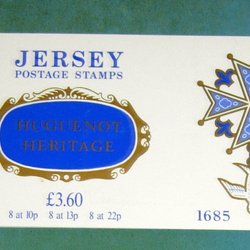 JERSEY
POSTAGE STAMPS
HUGUENOT
HERITAGE
£3.60
8 at 10p 8 at 13p 8 at 22p
1685